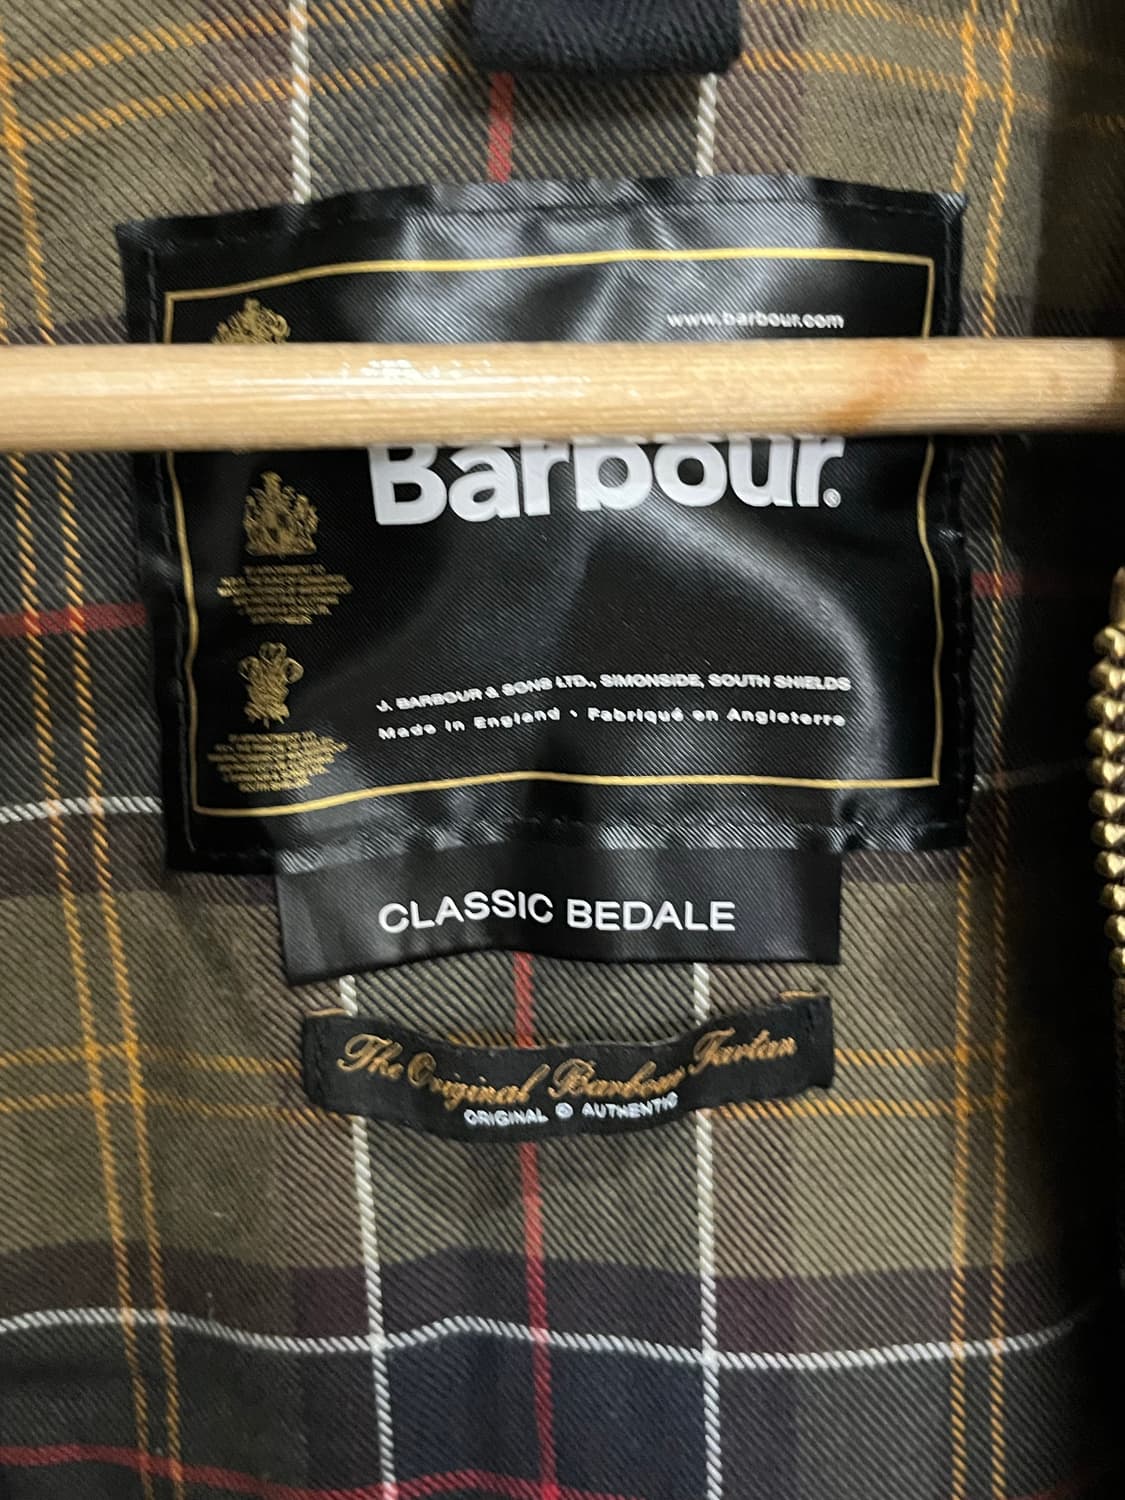 www.barbour.com
Barbour®
J. BARBOUR & SONS LTD., SIMONSIDE, SOUTH SHIELDS
Made in England • Fabriqué en Angleterre
CLASSIC BEDALE
The Original Barbour Tartan
ORIGINAL & AUTHENTIC